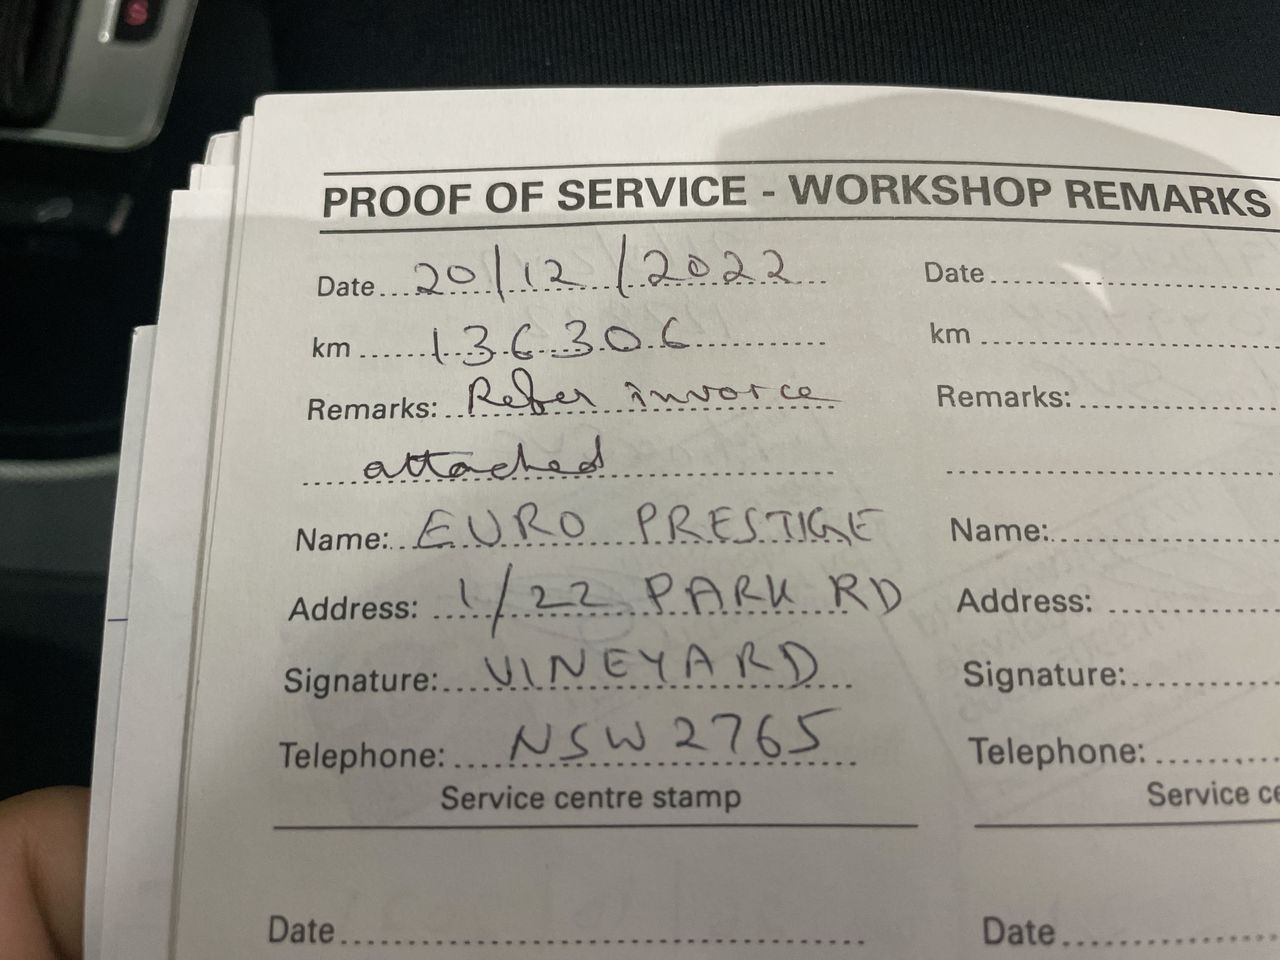 PROOF OF SERVICE - WORKSHOP REMARKS
Date 20/12/2022
km 136306
Remarks: Refer invoice
attached
Name: EURO PRESTIGE
Address: 1/22 PARK RD
Signature: VINEYARD
Telephone: NSW 2765
Service centre stamp
Date
Date
km
Remarks:
Name:
Address:
Signature:
Telephone:
Service ce
Date